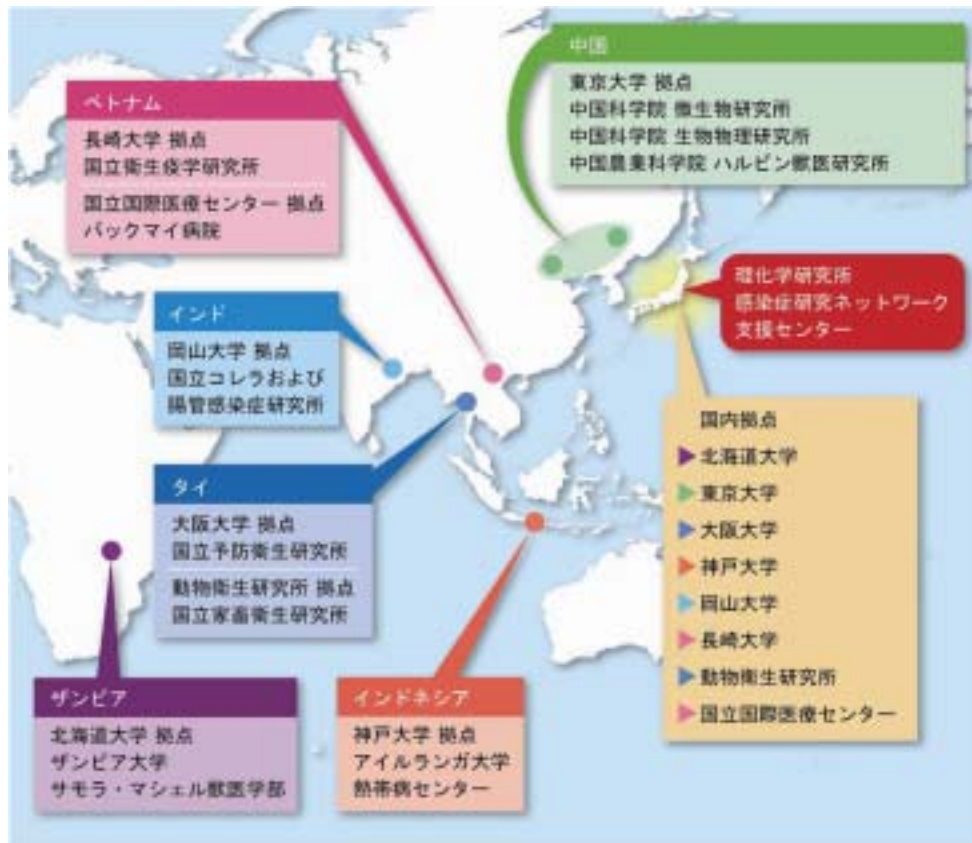 中国
東京大学 拠点
中国科学院 微生物研究所
中国科学院 生物物理研究所
中国農業科学院 ハルビン獣医研究所
ベトナム
長崎大学 拠点
国立衛生疫学研究所
国立国際医療センター 拠点
バックマイ病院
理化学研究所
感染症研究ネットワーク
支援センター
インド
岡山大学 拠点
国立コレラおよび
腸管感染症研究所
タイ
大阪大学 拠点
国立予防衛生研究所
動物衛生研究所 拠点
国立家畜衛生研究所
国内拠点
北海道大学
東京大学
大阪大学
神戸大学
岡山大学
長崎大学
動物衛生研究所
国立国際医療センター
ザンビア
北海道大学 拠点
ザンビア大学
サモラ・マシェル獣医学部
インドネシア
神戸大学 拠点
アイルランガ大学
熱帯病センター